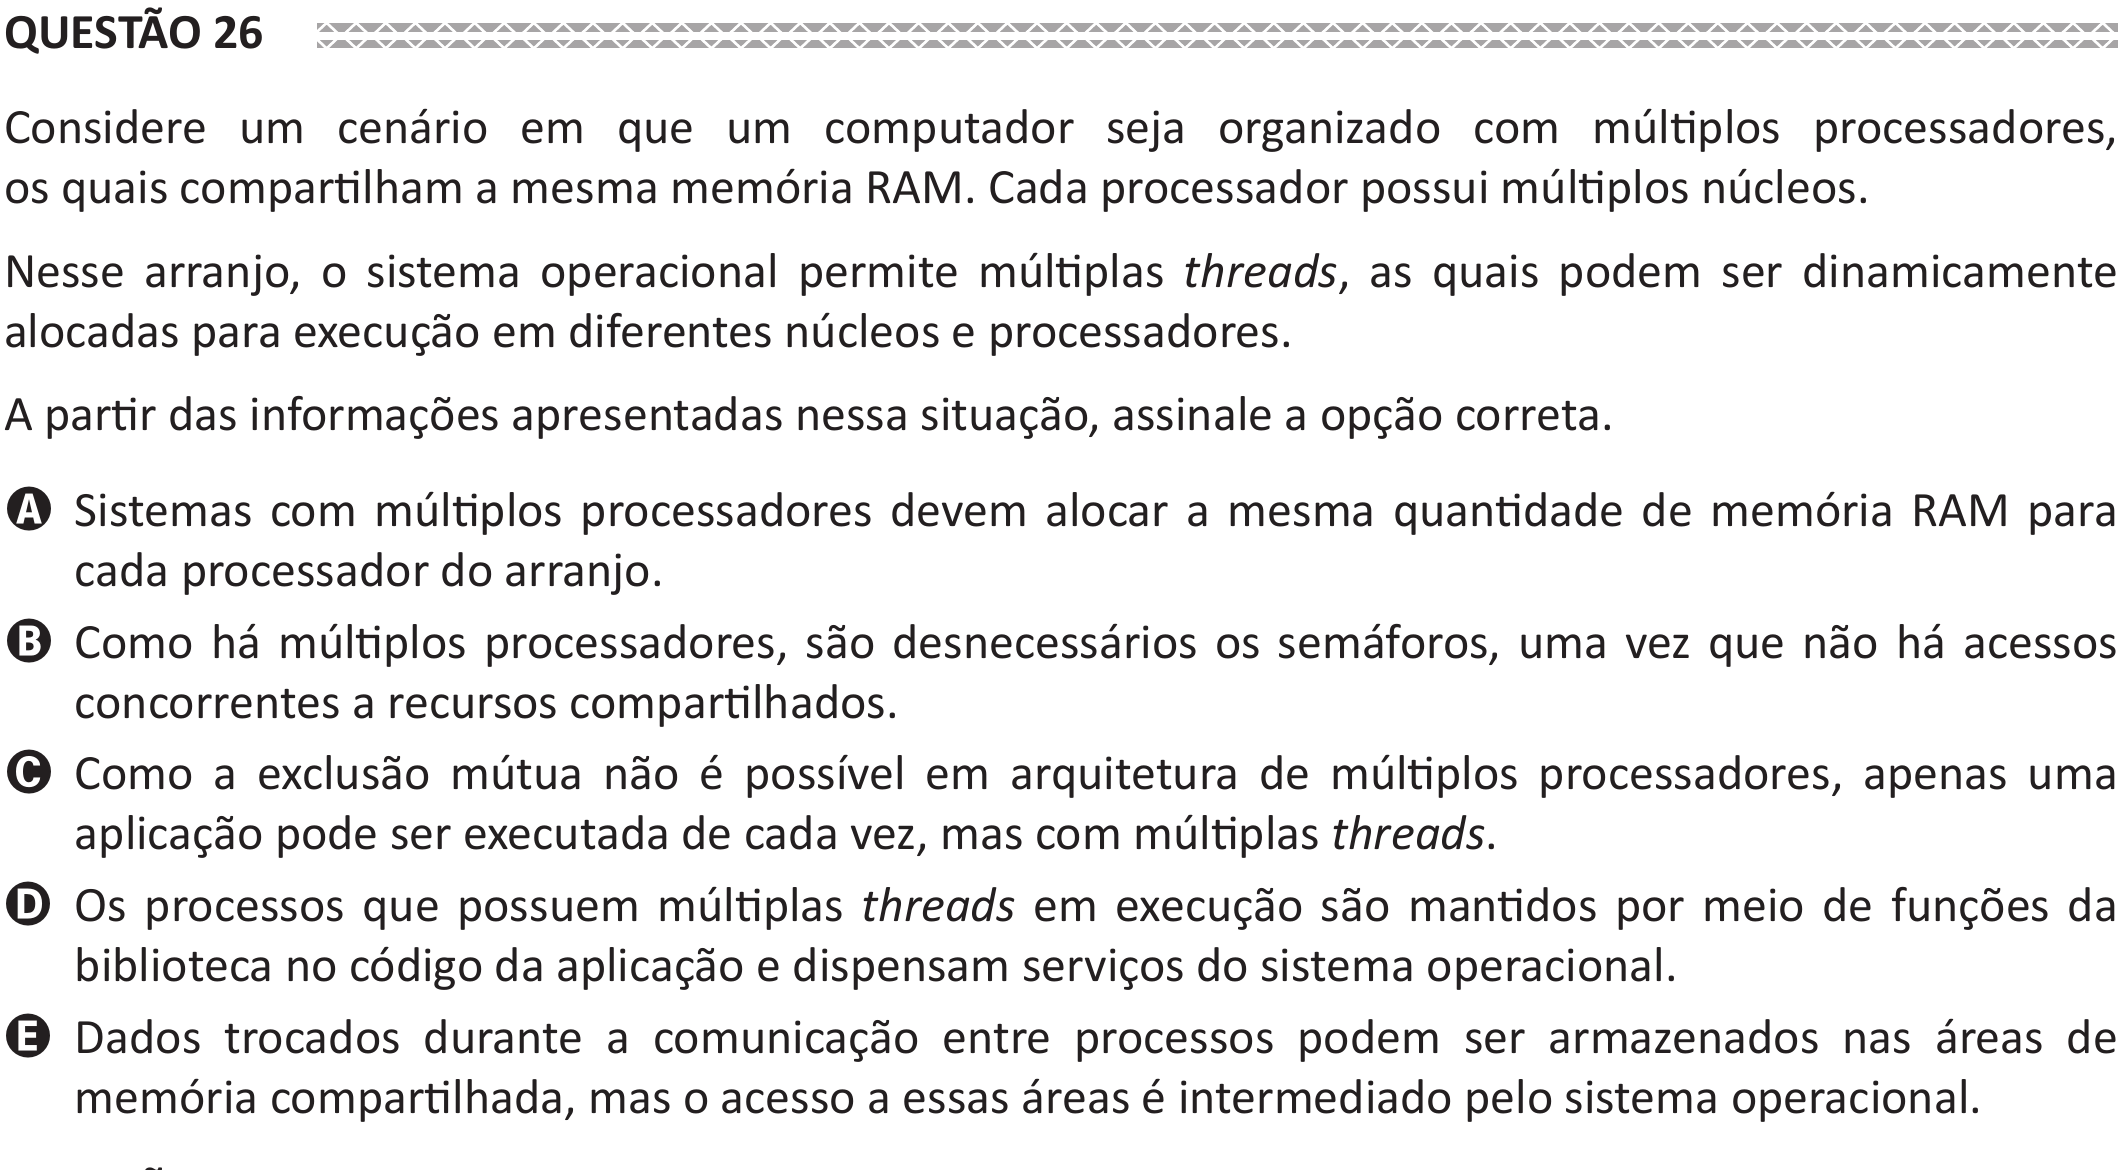 QUESTÃO 26
Considere um cenário em que um computador seja organizado com múltiplos processadores,
os quais compartilham a mesma memória RAM. Cada processador possui múltiplos núcleos.
Nesse arranjo, o sistema operacional permite múltiplas threads, as quais podem ser dinamicamente
alocadas para execução em diferentes núcleos e processadores.
A partir das informações apresentadas nessa situação, assinale a opção correta.
A Sistemas com múltiplos processadores devem alocar a mesma quantidade de memória RAM para
cada processador do arranjo.
B Como há múltiplos processadores, são desnecessários os semáforos, uma vez que não há acessos
concorrentes a recursos compartilhados.
C Como a exclusão mútua não é possível em arquitetura de múltiplos processadores, apenas uma
aplicação pode ser executada de cada vez, mas com múltiplas threads.
D Os processos que possuem múltiplas threads em execução são mantidos por meio de funções da
biblioteca no código da aplicação e dispensam serviços do sistema operacional.
E Dados trocados durante a comunicação entre processos podem ser armazenados nas áreas de
memória compartilhada, mas o acesso a essas áreas é intermediado pelo sistema operacional.